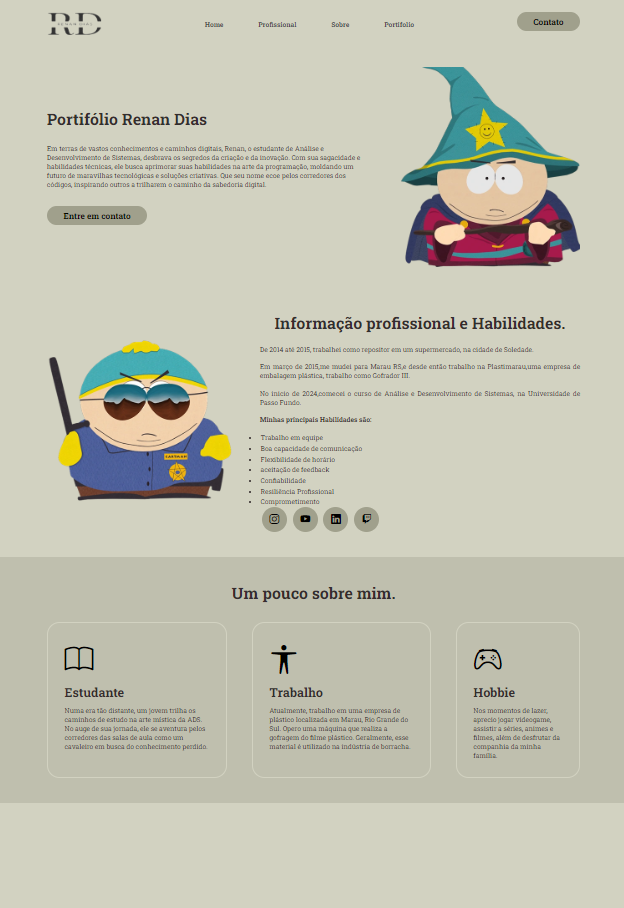 RD
Home Profissional Sobre Portifolio Contato
Portifólio Renan Dias
Em terras de vastos conhecimentos e caminhos digitais, Renan, o estudante de Análise e
Desenvolvimento de Sistemas, desbrava os segredos da criação e da inovação. Com sua sagacidade e
habilidades técnicas, ele busca aprimorar suas habilidades na arte da programação, moldando um
futuro de maravilhas tecnológicas e soluções criativas. Que seu nome ecoe pelos corredores dos
códigos, inspirando outros a trilharem o caminho da sabedoria digital.
Entre em contato
Informação profissional e Habilidades.
De 2014 até 2015, trabalhei como repositor em um supermercado, na cidade de Soledade.
Em março de 2015,me mudei para Marau RS,e desde então trabalho na Plastimarau,uma empresa de
embalagem plástica, trabalho como Gofrador III.
No inicio de 2024,comecei o curso de Análise e Desemvolvimento de Sistemas, na Universidade de
Passo Fundo.
Minhas principais Habilidades são:
Trabalho em equipe
Boa capacidade de comunicação
Flexibilidade de horário
aceitação de feedback
Confiabilidade
Resiliência Profissional
Comprometimento
CARTMAN
Um pouco sobre mim.
Estudante
Numa era tão distante, um jovem trilha os
caminhos de estudo na arte mística da ADS.
No auge de sua jornada, ele se aventura pelos
corredores das salas de aula como um
cavaleiro em busca do conhecimento perdido.
Trabalho
Atualmente, trabalho em uma empresa de
plástico localizada em Marau, Rio Grande do
Sul. Opero uma máquina que realiza a
gofragem do filme plástico. Geralmente, esse
material é utilizado na indústria de borracha.
Hobbie
Nos momentos de lazer,
aprecio jogar videogame,
assistir a séries, animes e
filmes, além de desfrutar da
companhia da minha
família.